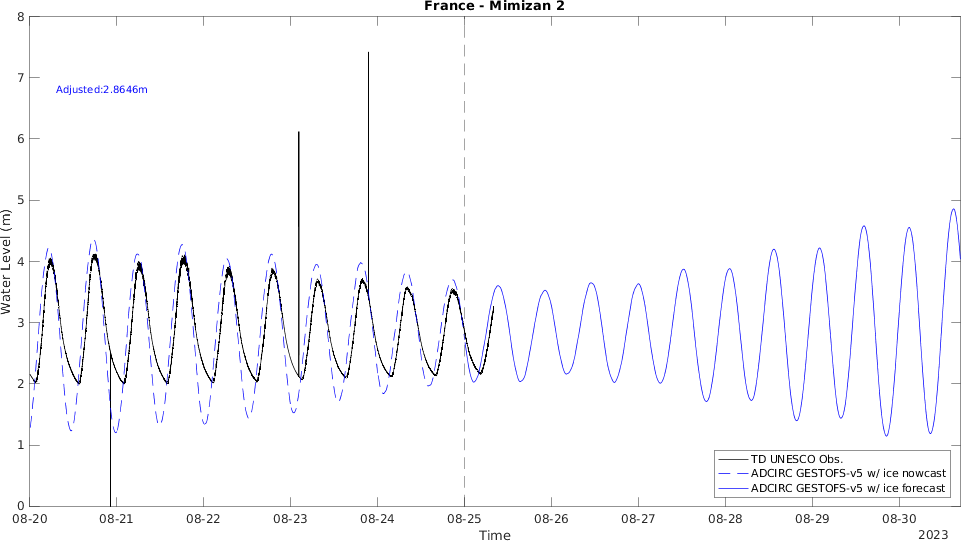 France - Mimizan 2
8
7
6
5
4
3
2
1
0
Water Level (m)
Adjusted:2.8646m
TD UNESCO Obs.
ADCIRC GESTOFS-v5 w/ ice nowcast
ADCIRC GESTOFS-v5 w/ ice forecast
08-20 08-21 08-22 08-23 08-24 08-25 08-26 08-27 08-28 08-29 08-30
Time
2023